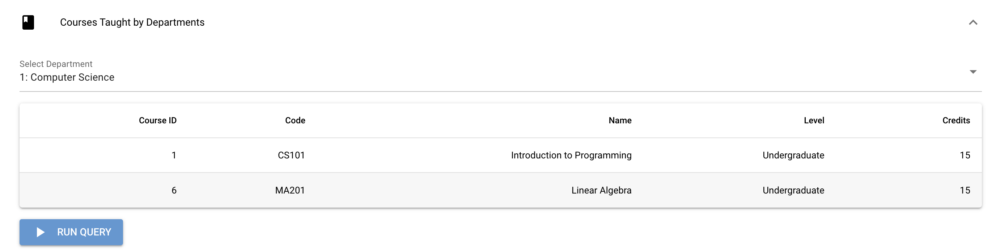 Courses Taught by Departments
Select Department
1: Computer Science
Course ID Code Name Level Credits
1 CS101 Introduction to Programming Undergraduate 15
6 MA201 Linear Algebra Undergraduate 15
RUN QUERY